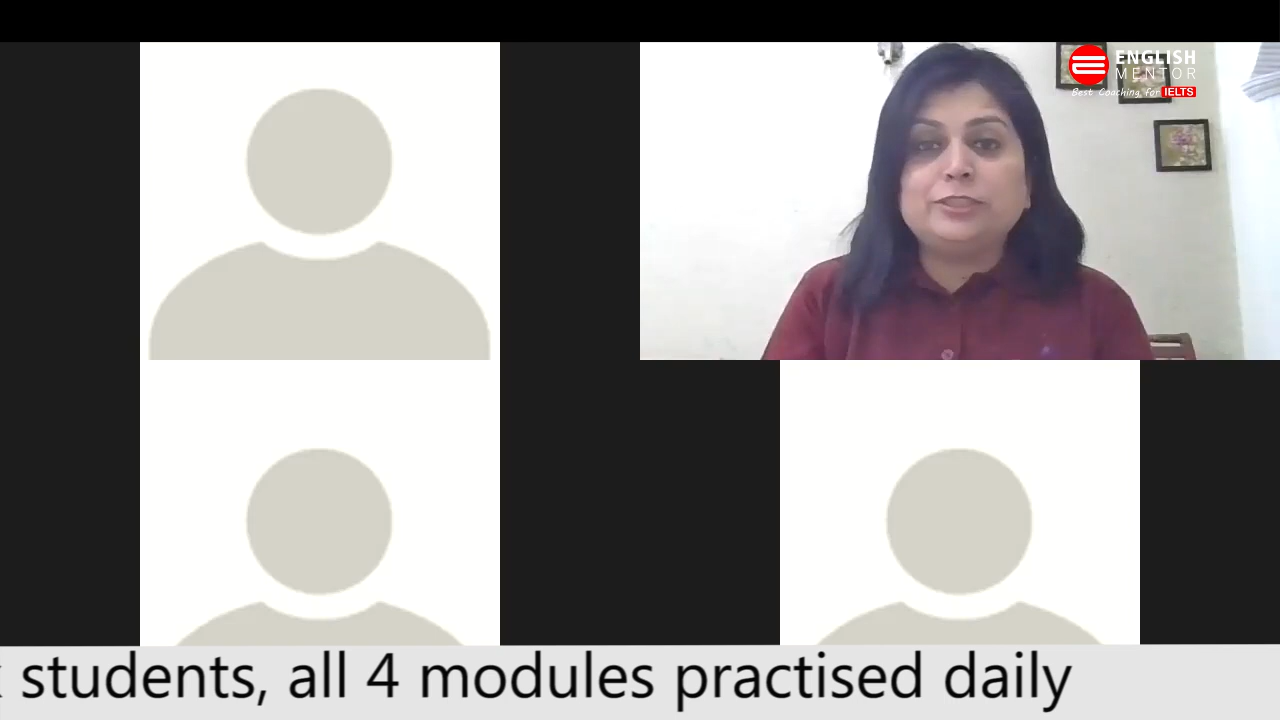 ENGLISH
MENTOR
Best Coaching for IELTS
students, all 4 modules practised daily